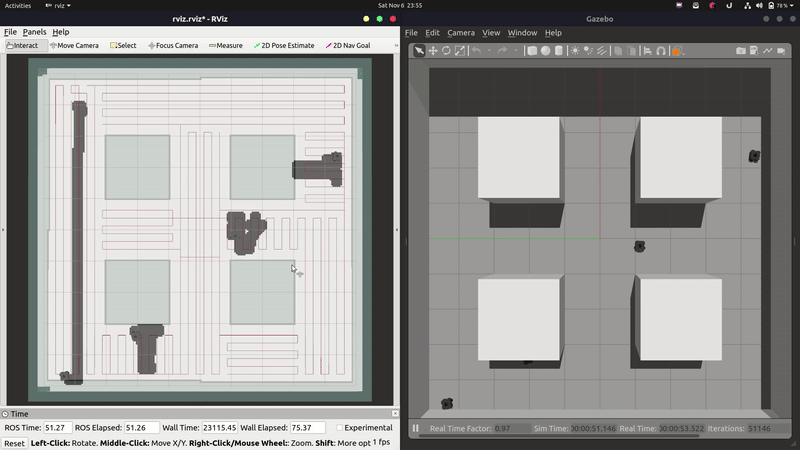 rviz Sat Nov 6 23:55 78 %
rviz.rviz* - RViz
File Panels Help
Interact Move Camera Select Focus Camera Measure 2D Pose Estimate 2D Nav Goal
Time
ROS Time: 51.27 ROS Elapsed: 51.26 Wall Time: 23115.45 Wall Elapsed: 75.37 Experimental
Reset Left-Click: Rotate. Middle-Click: Move X/Y. Right-Click/Mouse Wheel: Zoom. Shift: More opt 1 fps
Gazebo
File Edit Camera View Window Help
Real Time Factor: 0.97 Sim Time: 00:00:51.146 Real Time: 00:00:53.522 Iterations: 51146